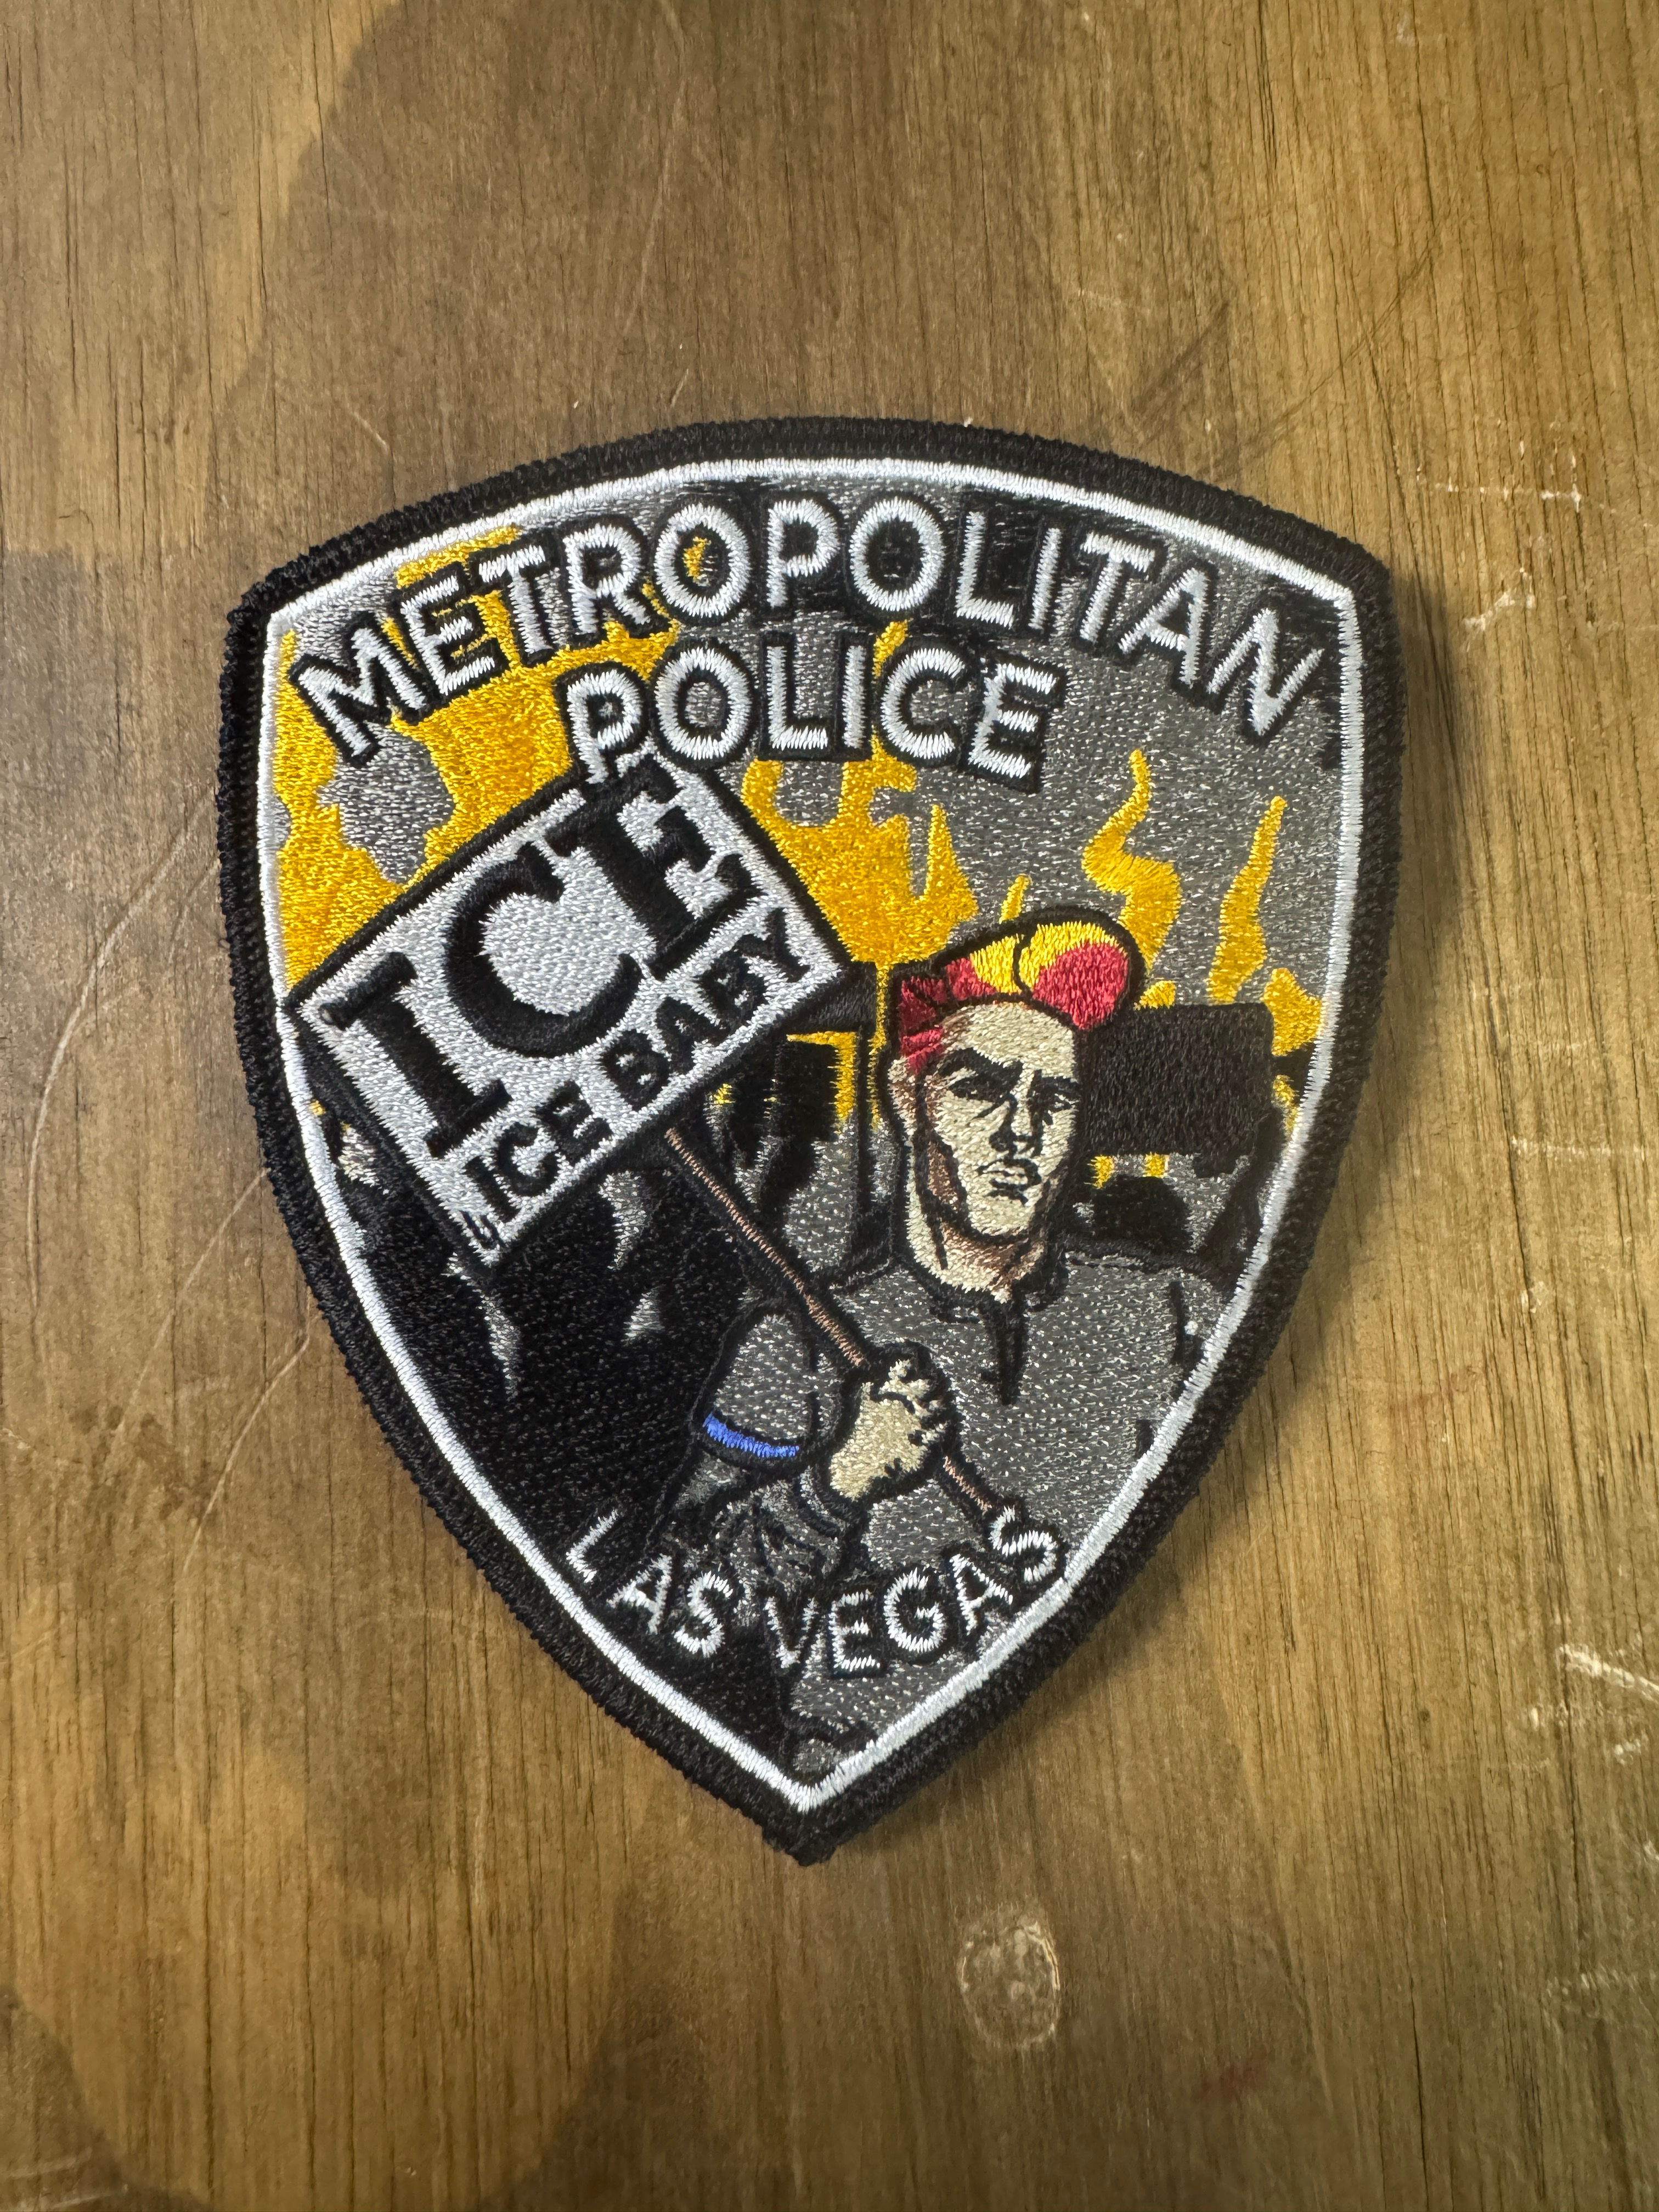 METROPOLITAN
POLICE
ICE
ICE BABY
LAS VEGAS